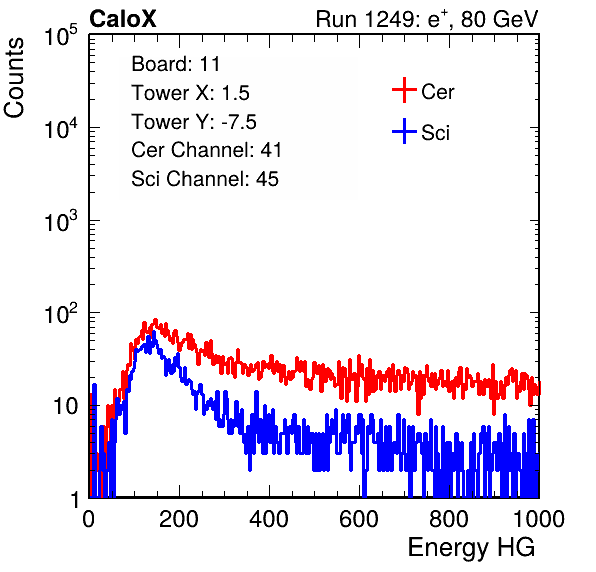 CaloX Run 1249: e⁺, 80 GeV
Counts
10⁵
10⁴
10³
10²
10
1
Board: 11
Tower X: 1.5
Tower Y: -7.5
Cer Channel: 41
Sci Channel: 45
Cer
Sci
0 200 400 600 800 1000
Energy HG